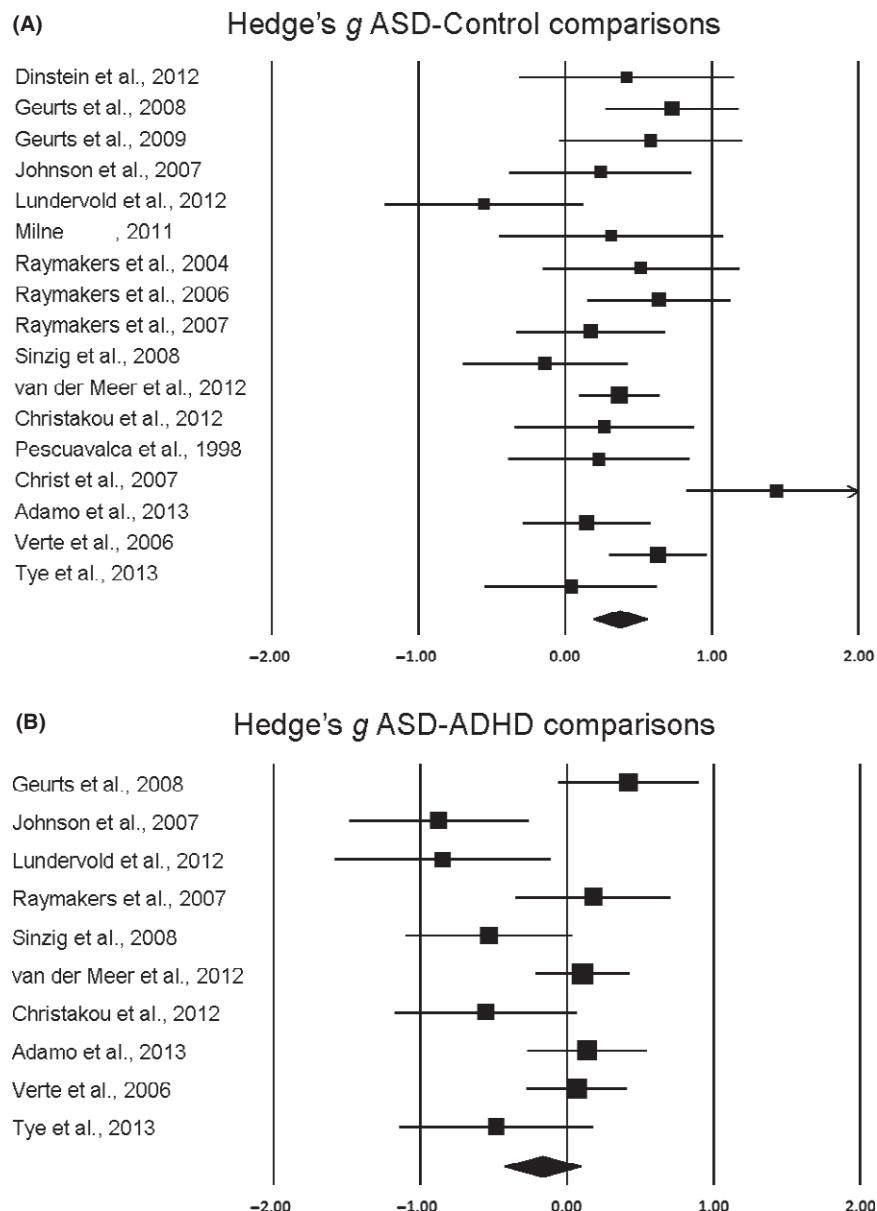 (A) Hedge's g ASD-Control comparisons
Dinstein et al., 2012
Geurts et al., 2008
Geurts et al., 2009
Johnson et al., 2007
Lundervold et al., 2012
Milne , 2011
Raymakers et al., 2004
Raymakers et al., 2006
Raymakers et al., 2007
Sinzig et al., 2008
van der Meer et al., 2012
Christakou et al., 2012
Pescuavalca et al., 1998
Christ et al., 2007
Adamo et al., 2013
Verte et al., 2006
Tye et al., 2013
−2.00 −1.00 0.00 1.00 2.00
(B) Hedge's g ASD-ADHD comparisons
Geurts et al., 2008
Johnson et al., 2007
Lundervold et al., 2012
Raymakers et al., 2007
Sinzig et al., 2008
van der Meer et al., 2012
Christakou et al., 2012
Adamo et al., 2013
Verte et al., 2006
Tye et al., 2013
−2.00 −1.00 0.00 1.00 2.00